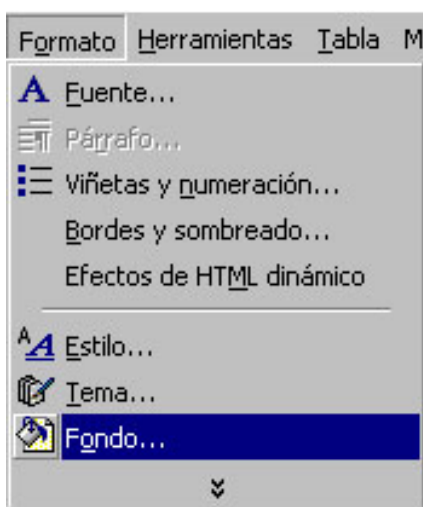 Formato Herramientas Tabla M
Fuente...
Párrafo...
Viñetas y numeración...
Bordes y sombreado...
Efectos de HTML dinámico
Estilo...
Tema...
Fondo...